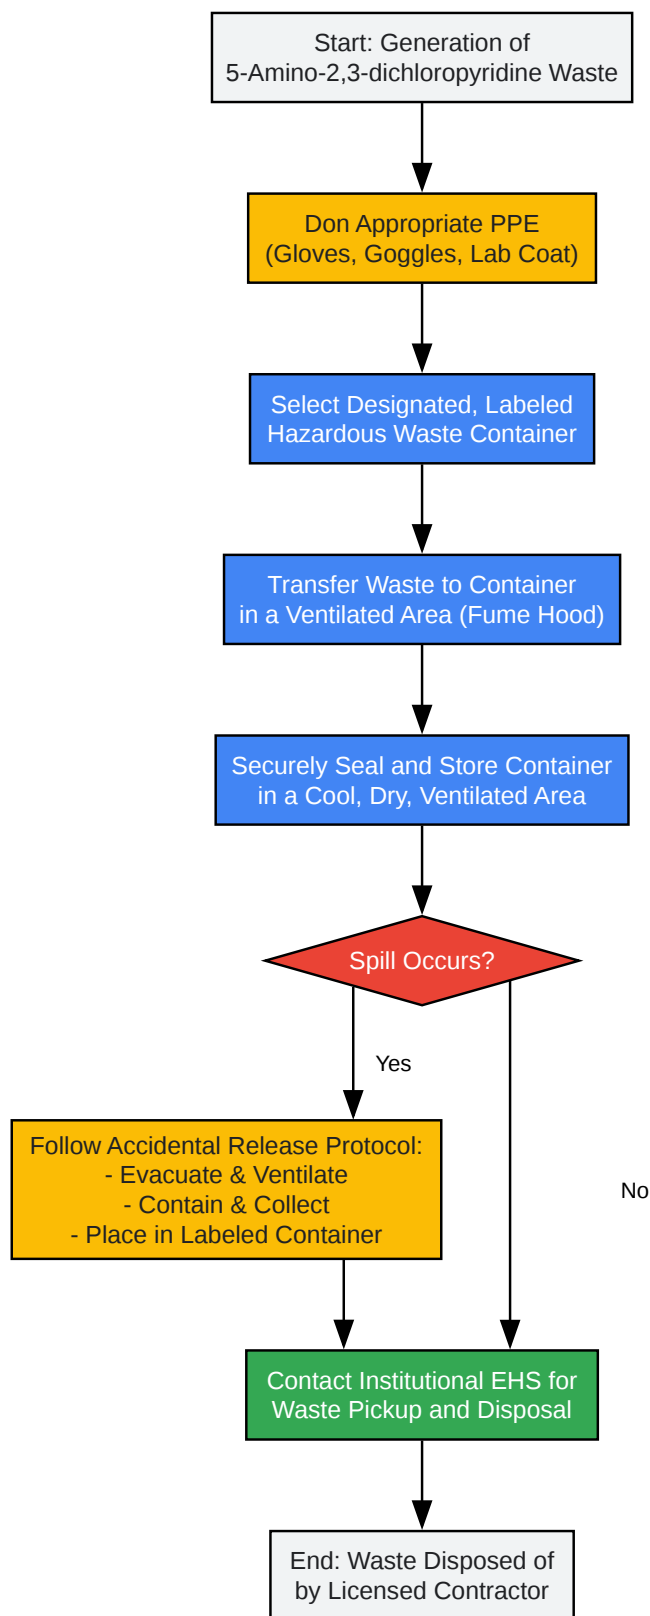 Start: Generation of
5-Amino-2,3-dichloropyridine Waste
Don Appropriate PPE
(Gloves, Goggles, Lab Coat)
Select Designated, Labeled
Hazardous Waste Container
Transfer Waste to Container
in a Ventilated Area (Fume Hood)
Securely Seal and Store Container
in a Cool, Dry, Ventilated Area
Spill Occurs?
Yes
Follow Accidental Release Protocol:
- Evacuate & Ventilate
- Contain & Collect
- Place in Labeled Container
No
Contact Institutional EHS for
Waste Pickup and Disposal
End: Waste Disposed of
by Licensed Contractor